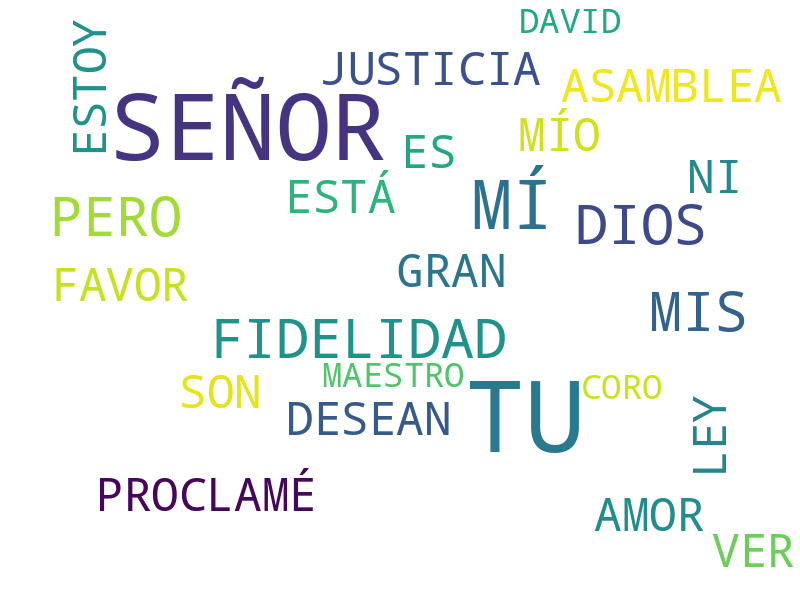 DAVID
ESTOY
JUSTICIA
ASAMBLEA
SEÑOR
MÍO
ES
NI
ESTÁ
MÍ
PERO
DIOS
GRAN
FAVOR
MIS
FIDELIDAD
MAESTRO
SON
CORO
TU
DESEAN
LEY
PROCLAMÉ
AMOR
VER